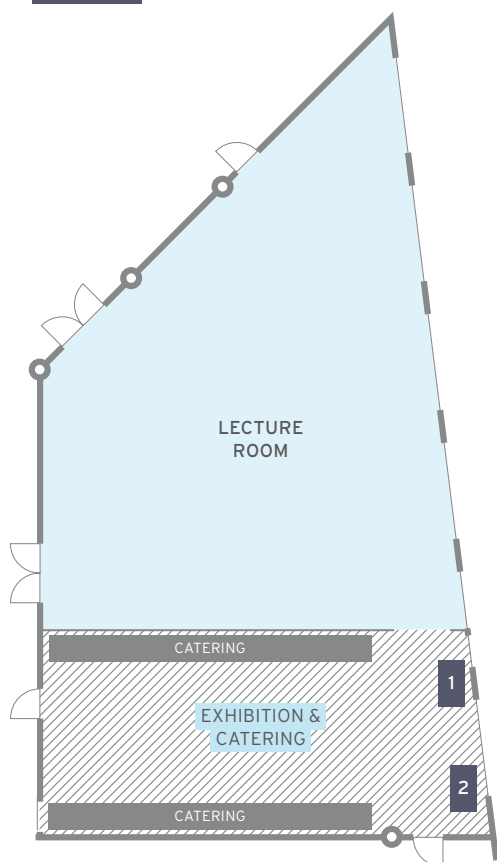 LECTURE
ROOM
CATERING
1
EXHIBITION &
CATERING
2
CATERING